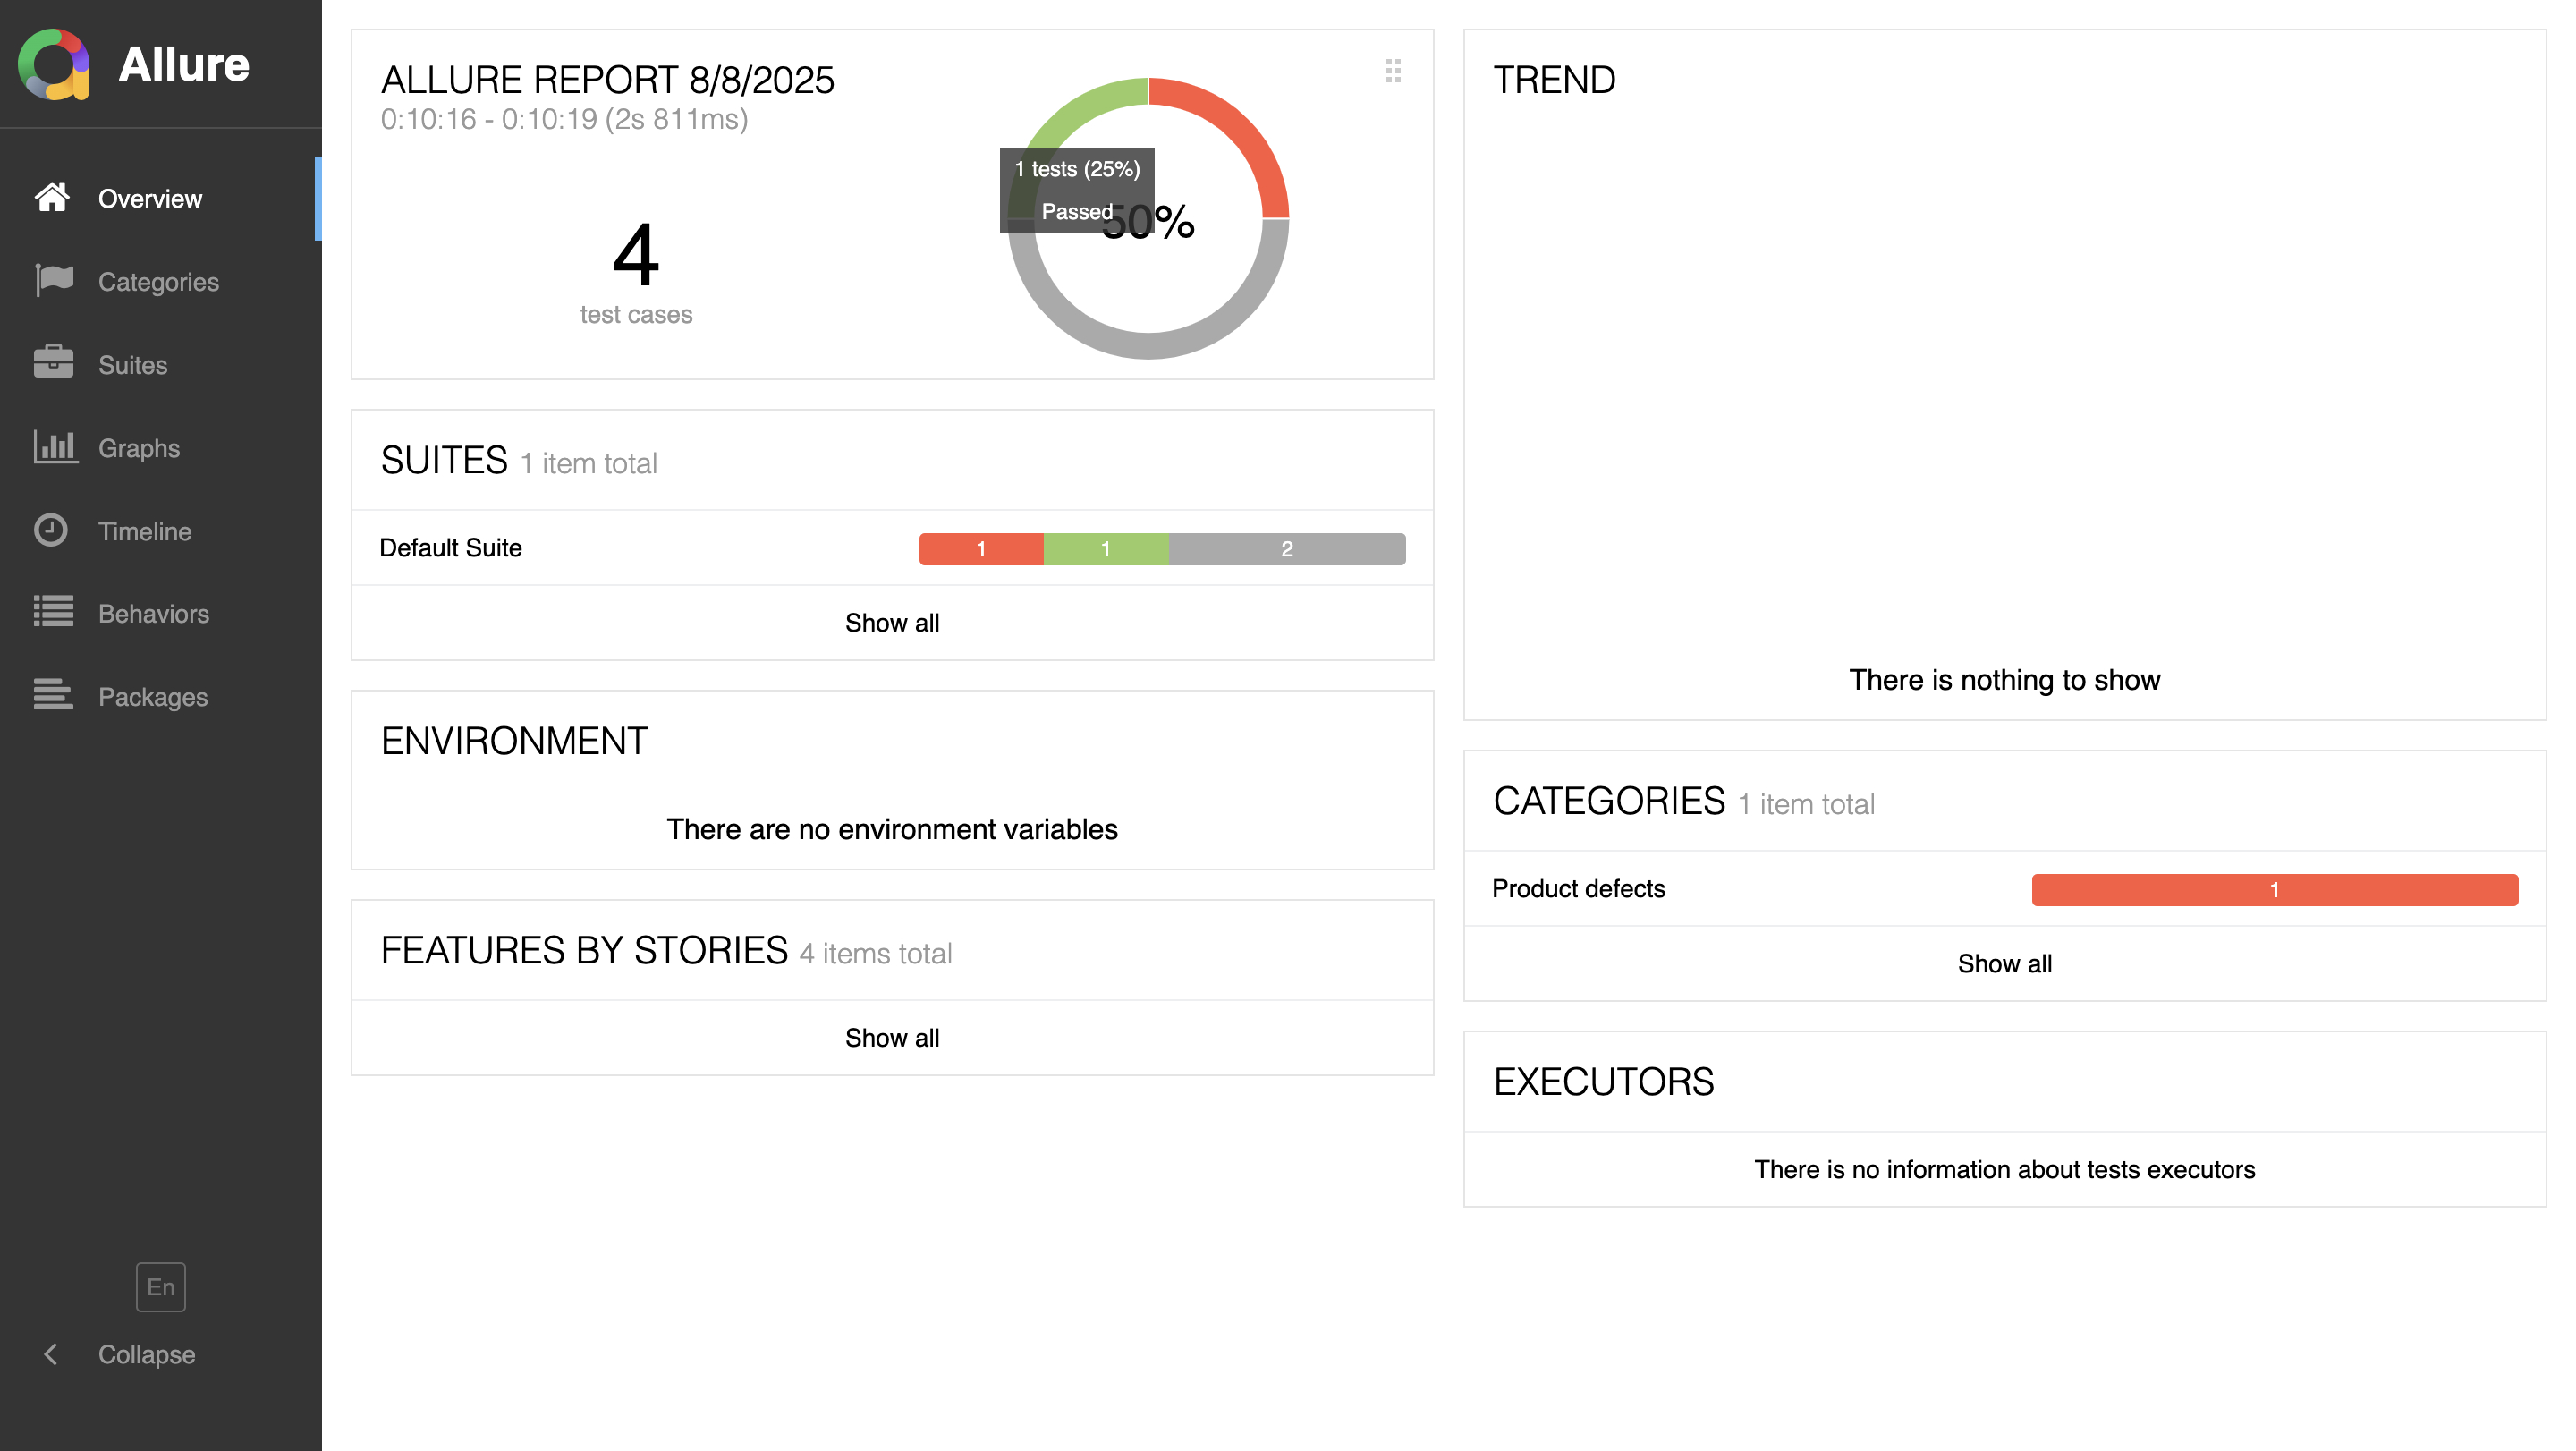 Allure
Overview
Categories
Suites
Graphs
Timeline
Behaviors
Packages
En
Collapse
ALLURE REPORT 8/8/2025
0:10:16 - 0:10:19 (2s 811ms)
4
test cases
1 tests (25%)
Passed
50%
SUITES 1 item total
Default Suite 1 1 2
Show all
ENVIRONMENT
There are no environment variables
FEATURES BY STORIES 4 items total
Show all
TREND
There is nothing to show
CATEGORIES 1 item total
Product defects 1
Show all
EXECUTORS
There is no information about tests executors